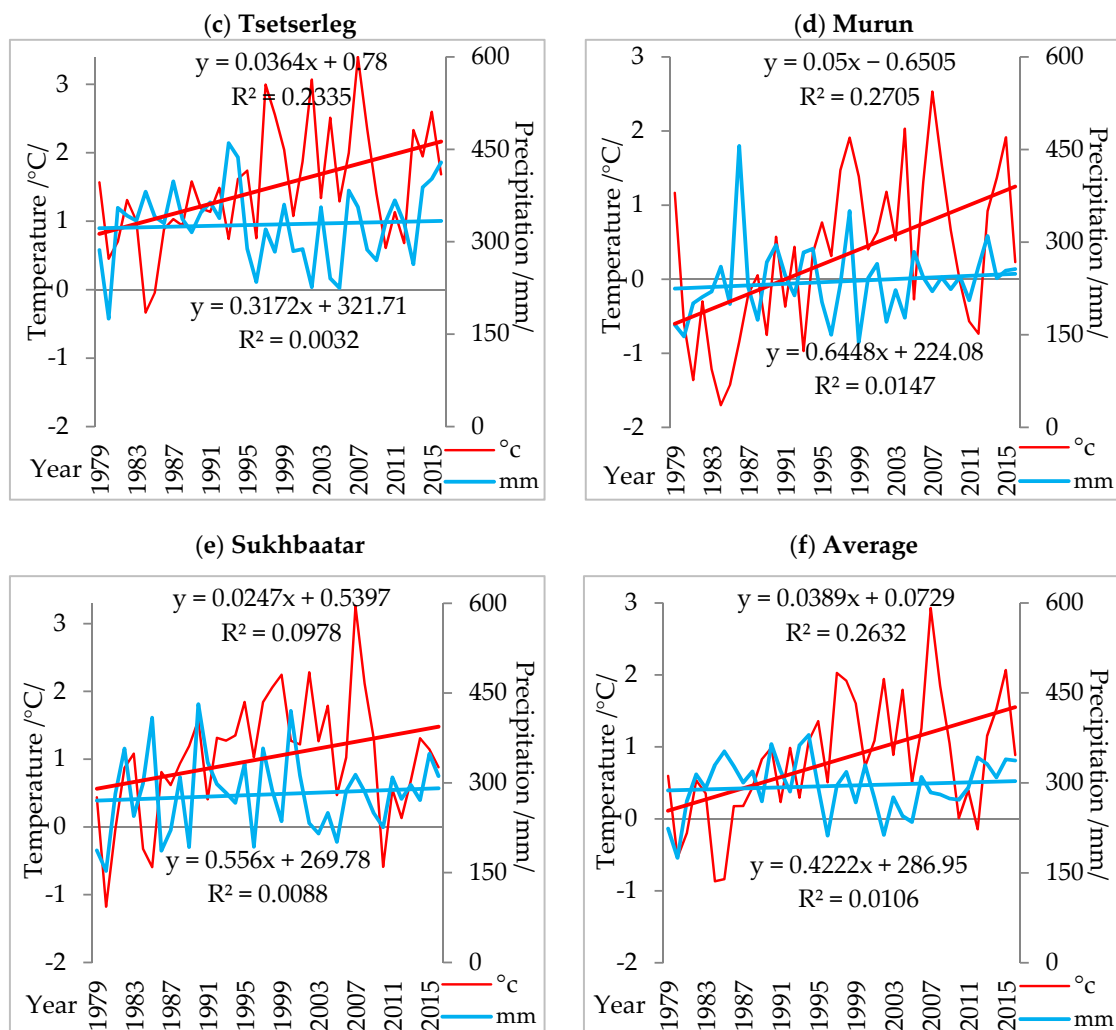 (c) Tsetserleg
y = 0.0364x + 0.78
R² = 0.2335
y = 0.3172x + 321.71
R² = 0.0032
Temperature /°C/
3
2
1
0
-1
-2
Precipitation /mm/
600
450
300
150
0
Year
1979
1983
1987
1991
1995
1999
2003
2007
2011
2015
°c
mm
(d) Murun
y = 0.05x − 0.6505
R² = 0.2705
y = 0.6448x + 224.08
R² = 0.0147
Temperature /°C/
3
2
1
0
-1
-2
Precipitation /mm/
600
450
300
150
0
Year
1979
1983
1987
1991
1995
1999
2003
2007
2011
2015
°c
mm
(e) Sukhbaatar
y = 0.0247x + 0.5397
R² = 0.0978
y = 0.556x + 269.78
R² = 0.0088
Temperature /°C/
3
2
1
0
-1
-2
Precipitation /mm/
600
450
300
150
0
Year
1979
1983
1987
1991
1995
1999
2003
2007
2011
2015
°c
mm
(f) Average
y = 0.0389x + 0.0729
R² = 0.2632
y = 0.4222x + 286.95
R² = 0.0106
Temperature /°C/
3
2
1
0
-1
-2
Precipitation /mm/
600
450
300
150
0
Year
1979
1983
1987
1991
1995
1999
2003
2007
2011
2015
°c
mm